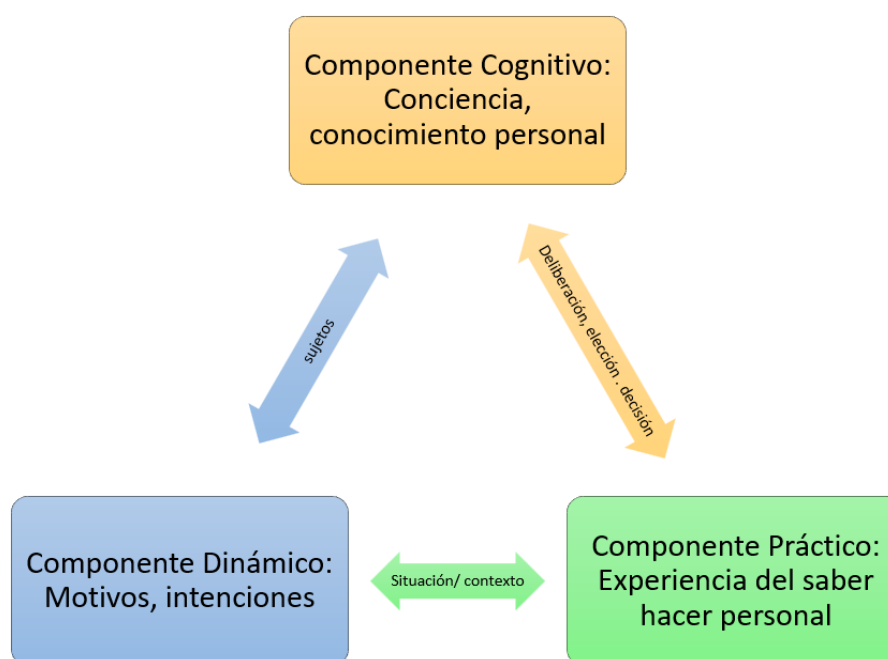 Componente Cognitivo:
Conciencia,
conocimiento personal
sujetos
Deliberación, elección . decisión
Componente Dinámico:
Motivos, intenciones
Situación/ contexto
Componente Práctico:
Experiencia del saber
hacer personal